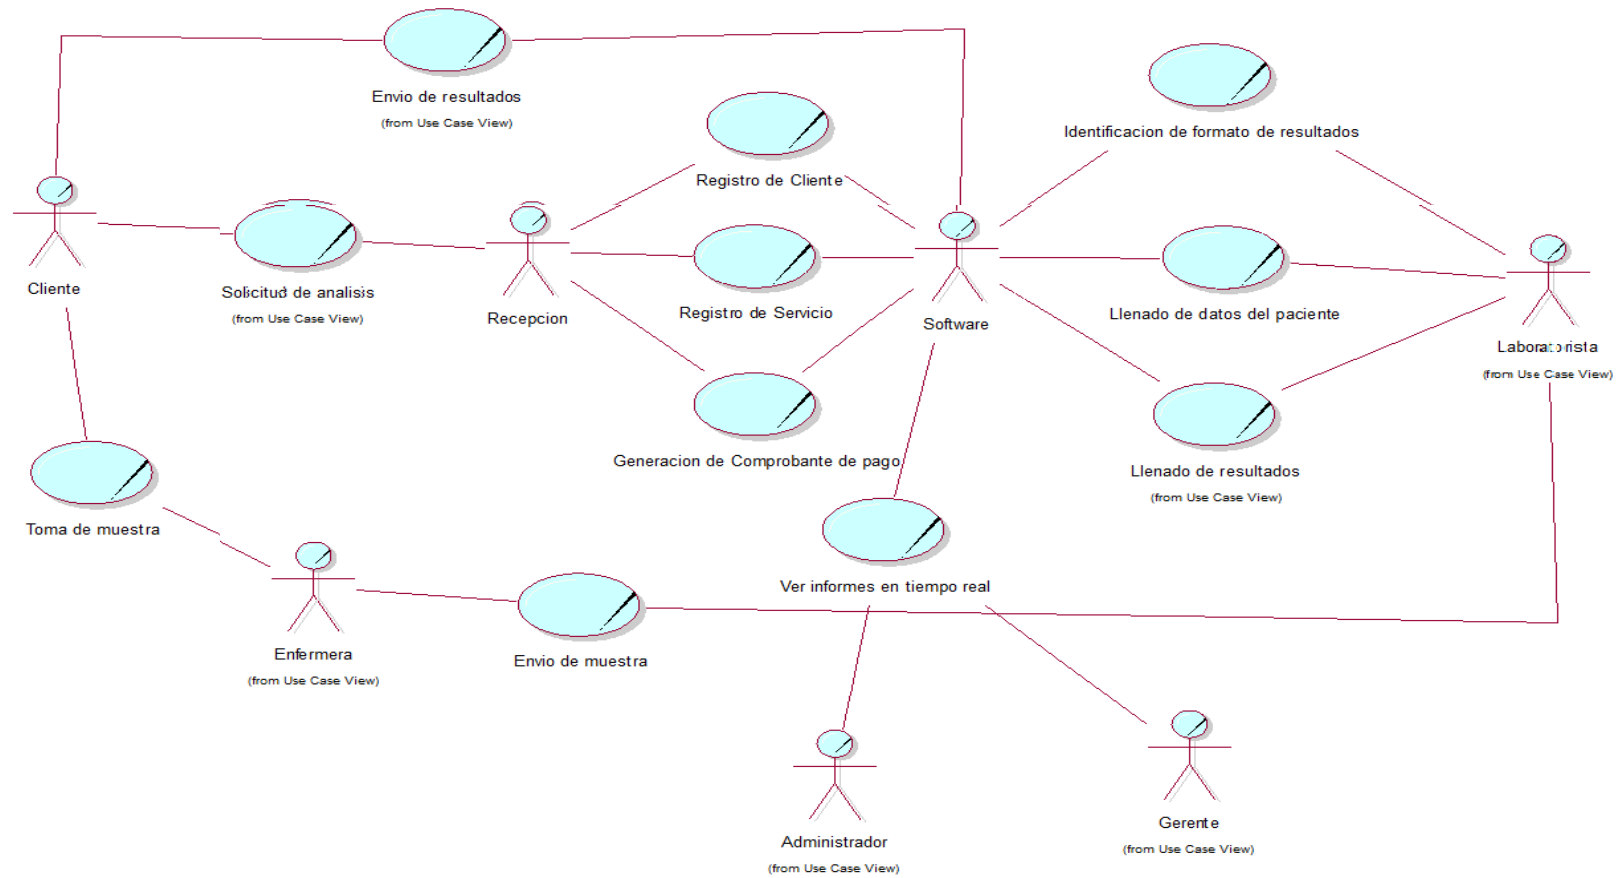 Envio de resultados
(from Use Case View)
Identificacion de formato de resultados
Registro de Cliente
Cliente
Solicitud de analisis
(from Use Case View)
Recepcion
Registro de Servicio
Software
Llenado de datos del paciente
Laboratorista
(from Use Case View)
Generacion de Comprobante de pago
Llenado de resultados
(from Use Case View)
Toma de muestra
Ver informes en tiempo real
Enfermera
(from Use Case View)
Envio de muestra
Administrador
(from Use Case View)
Gerente
(from Use Case View)